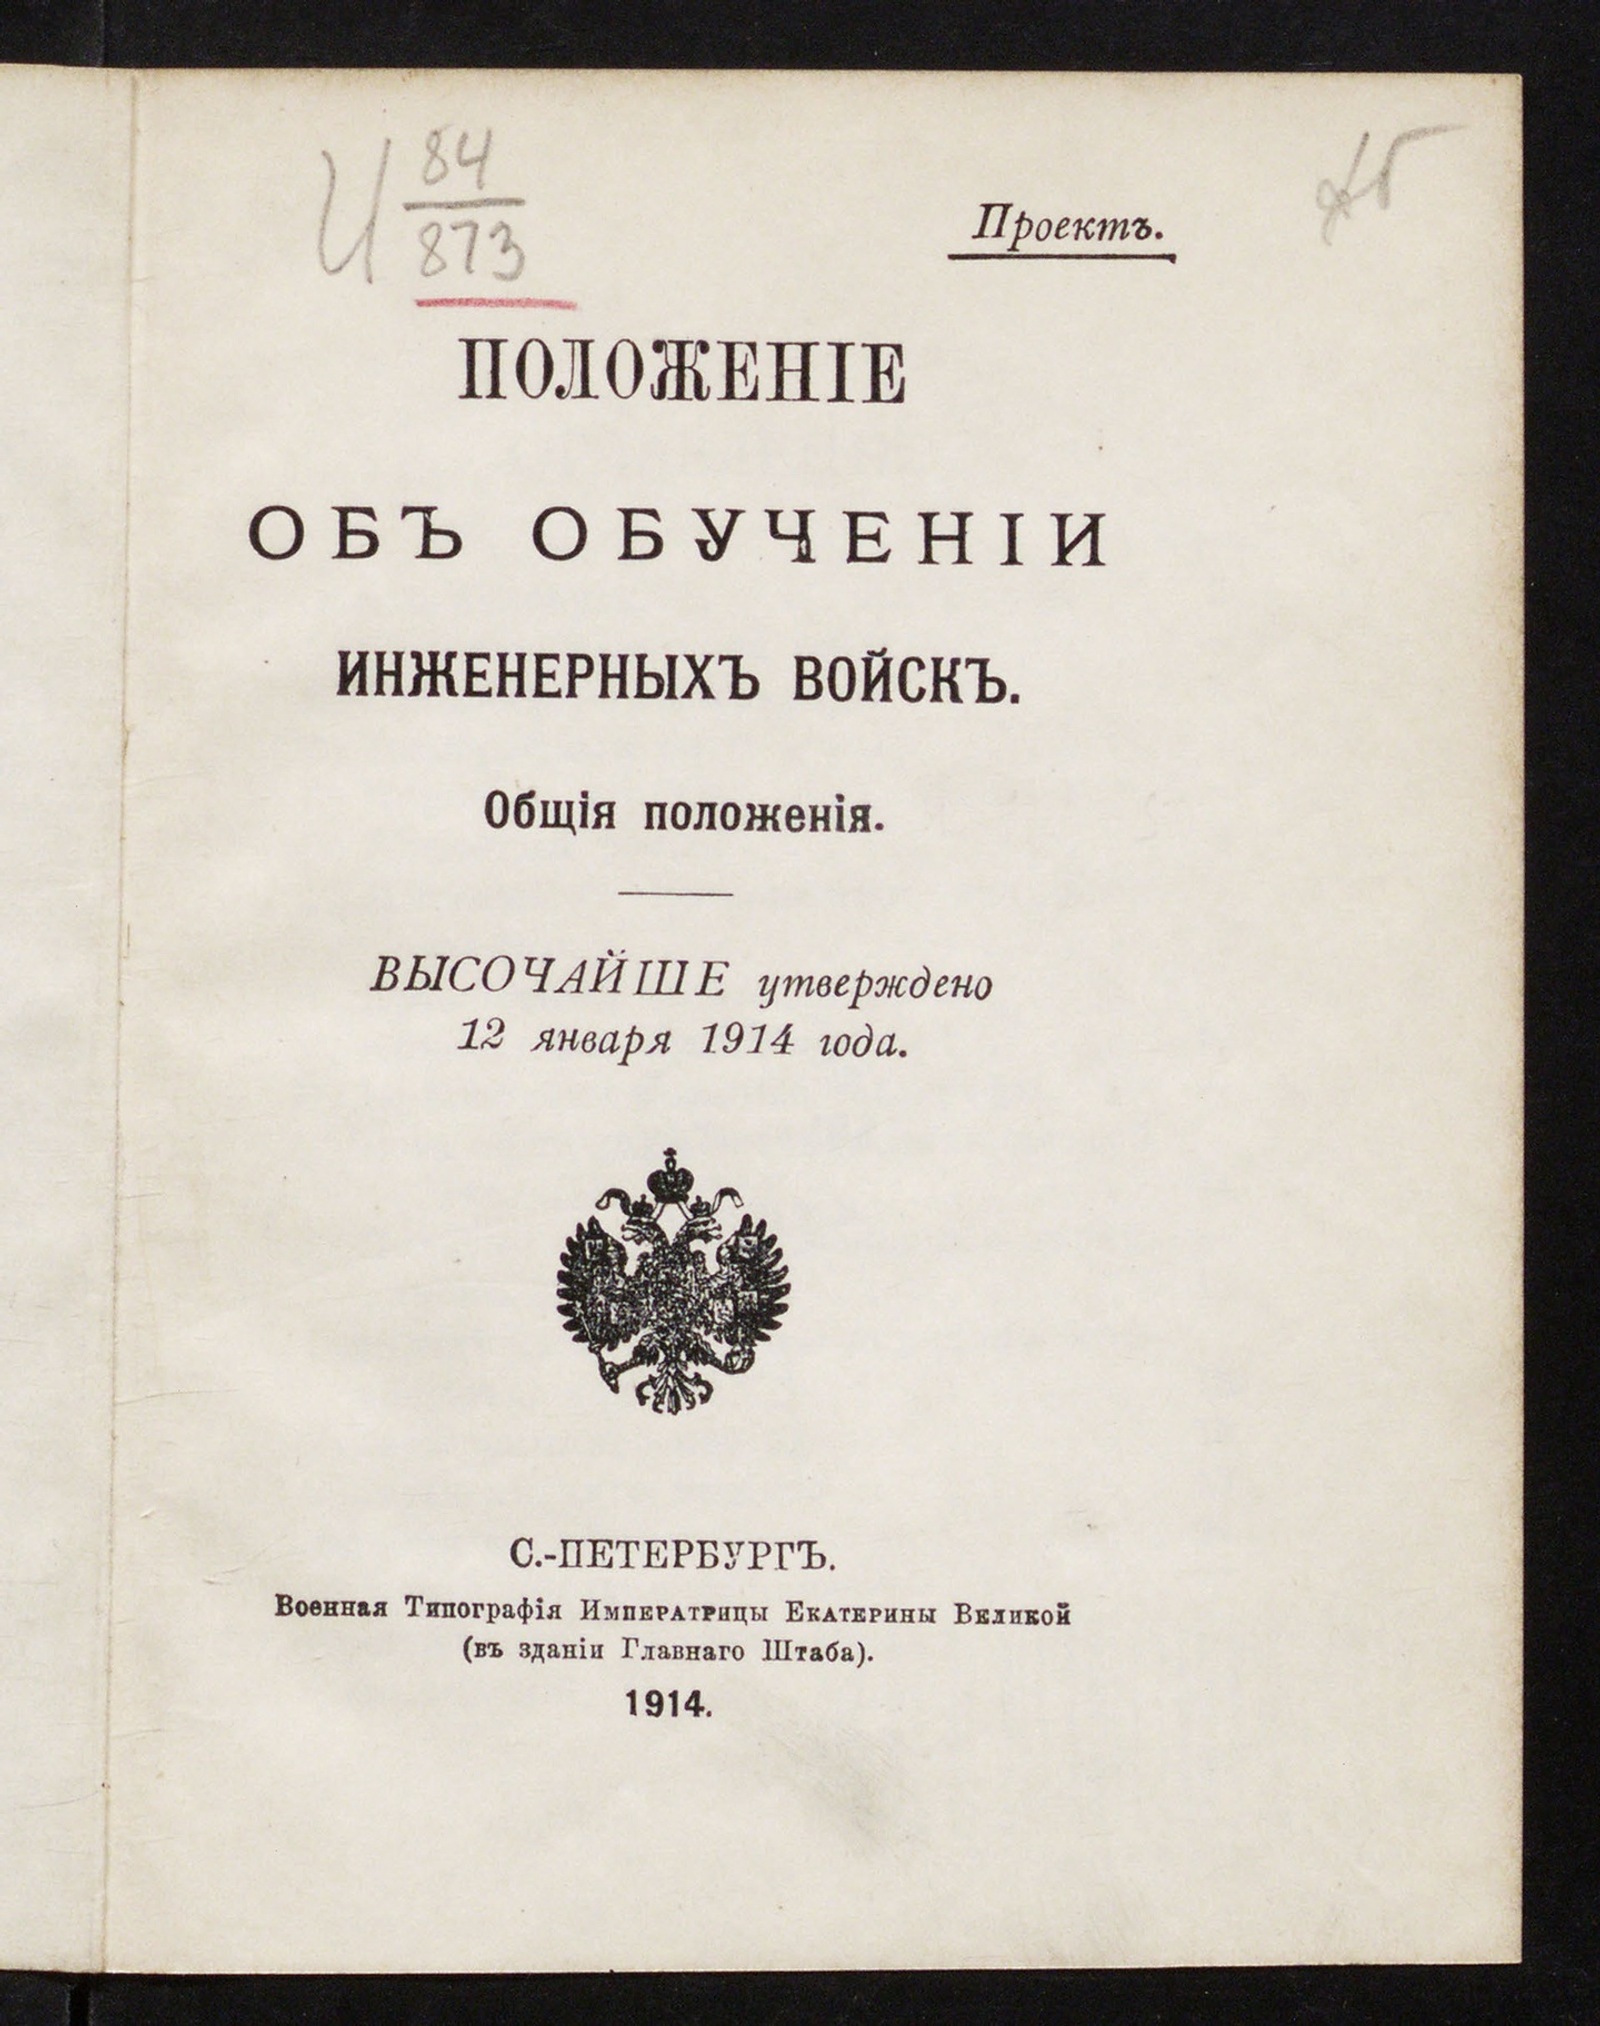 И 84
873
Проектъ.
ПОЛОЖЕНІЕ
ОБЪ ОБУЧЕНІИ
ИНЖЕНЕРНЫХЪ ВОЙСКЪ.
Общія положенія.
ВЫСОЧАЙШЕ утверждено
12 января 1914 года.
С.-ПЕТЕРБУРГЪ.
Военная Типографія Императрицы Екатерины Великой
(въ зданіи Главнаго Штаба).
1914.